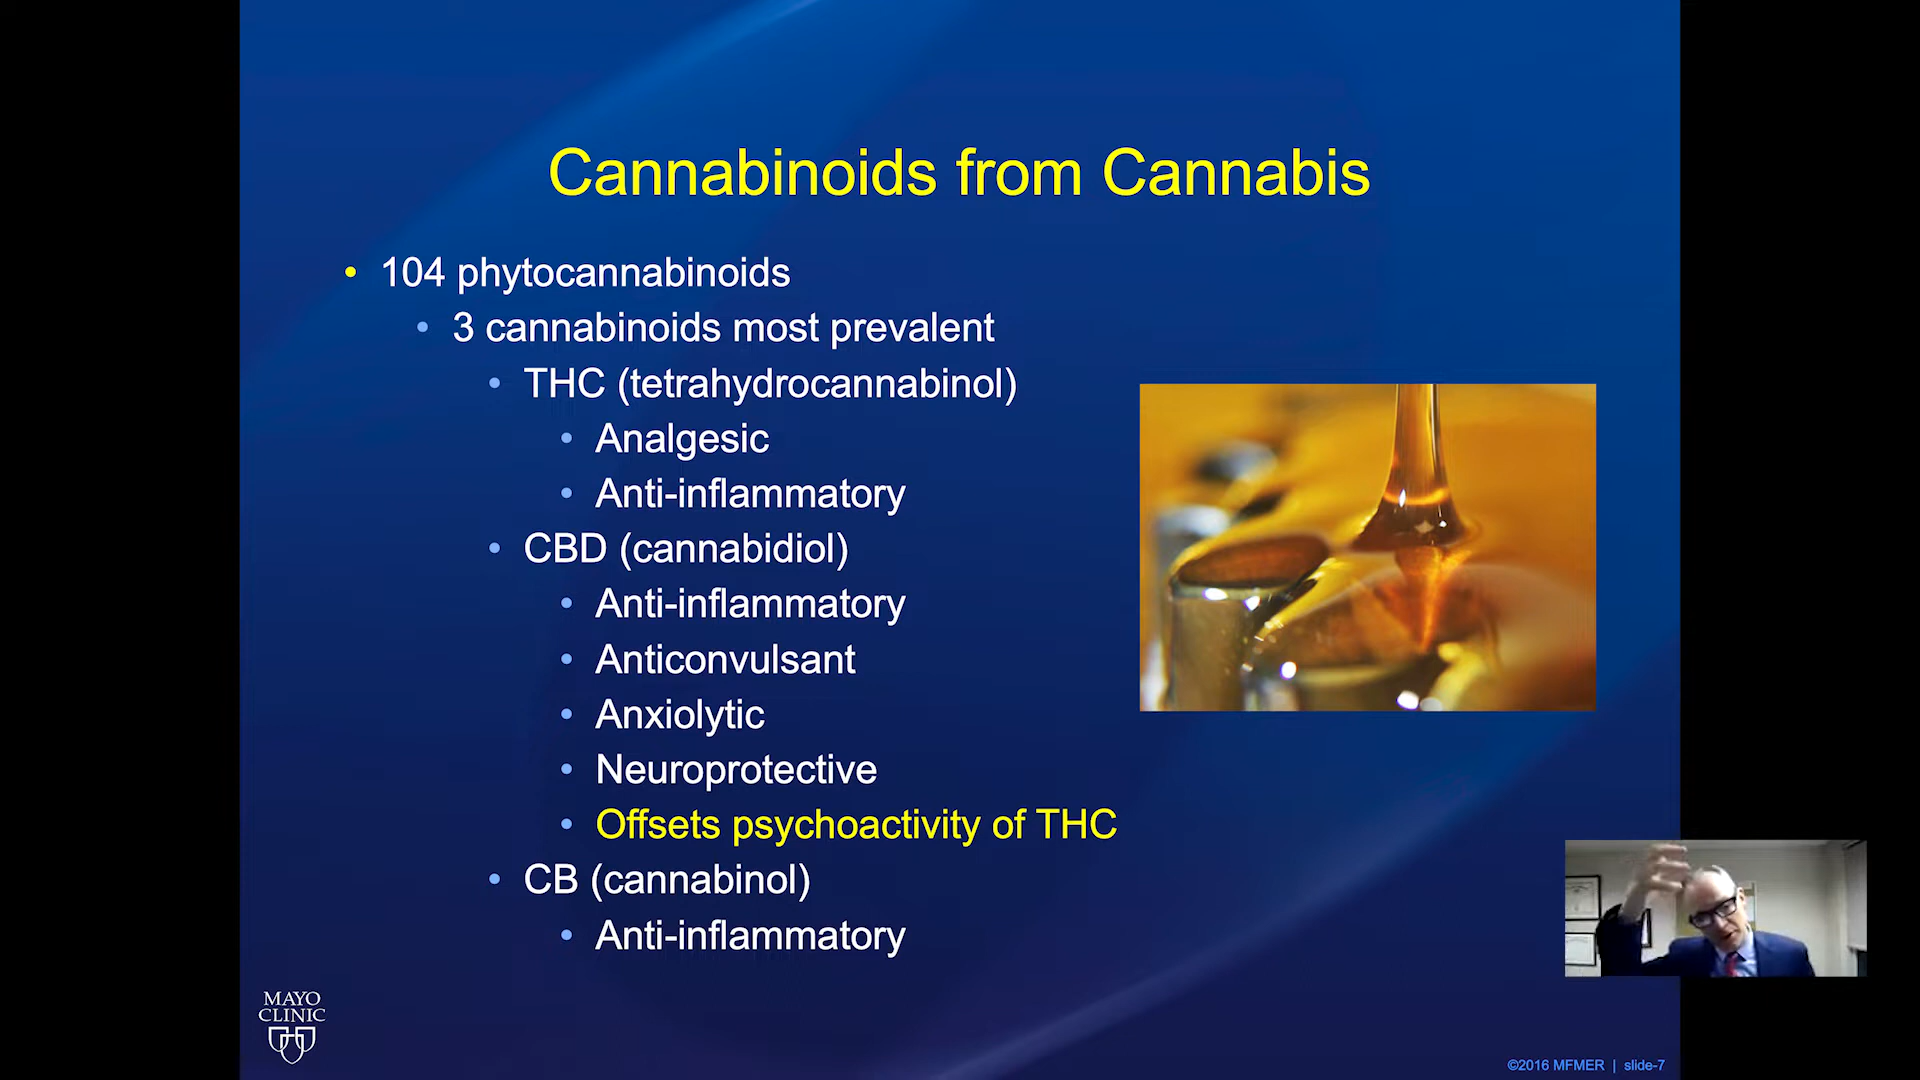 Cannabinoids from Cannabis
• 104 phytocannabinoids
• 3 cannabinoids most prevalent
• THC (tetrahydrocannabinol)
• Analgesic
• Anti-inflammatory
• CBD (cannabidiol)
• Anti-inflammatory
• Anticonvulsant
• Anxiolytic
• Neuroprotective
• Offsets psychoactivity of THC
• CB (cannabinol)
• Anti-inflammatory
MAYO
CLINIC
©2016 MFMER | slide-7